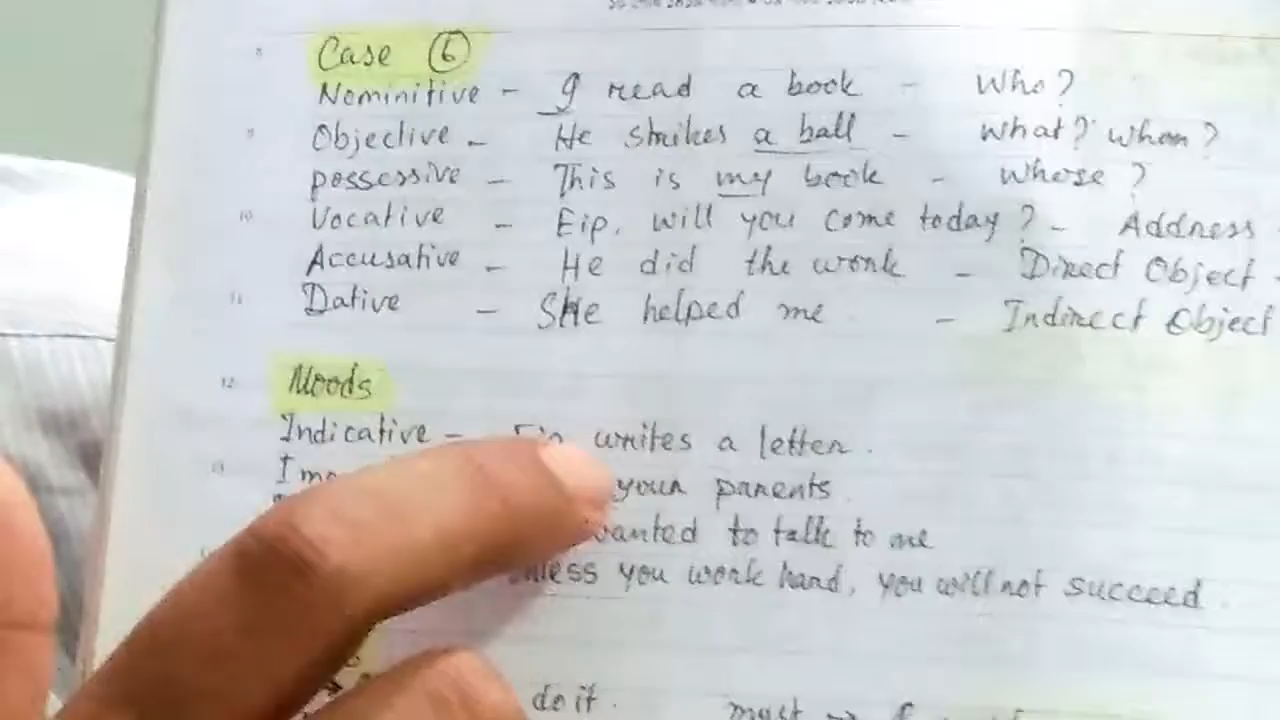 Case ⑥
Nominitive - I read a book - Who?
Objective - He strikes a ball - What? Whom?
possessive - This is my book - Whose ?
Vocative - Eip, will you come today ? - Address
Accusative - He did the work - Direct Object -
Dative - SHe helped me - Indirect Object
Moods
Indicative - writes a letter.
your parents
wanted to talk to me
you work hard, you will not succeed.
do it. must →